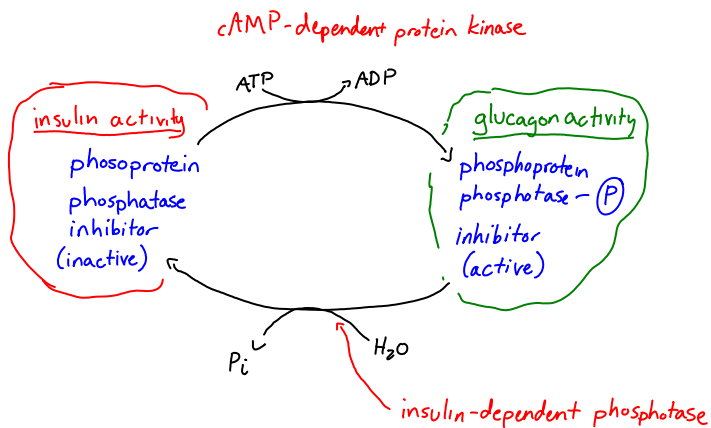 cAMP-dependent protein kinase
ATP
ADP
insulin activity
phosoprotein
phosphatase
inhibitor
(inactive)
glucagon activity
phosphoprotein
phosphotase-P
inhibitor
(active)
Pi
H₂O
insulin-dependent phosphotase